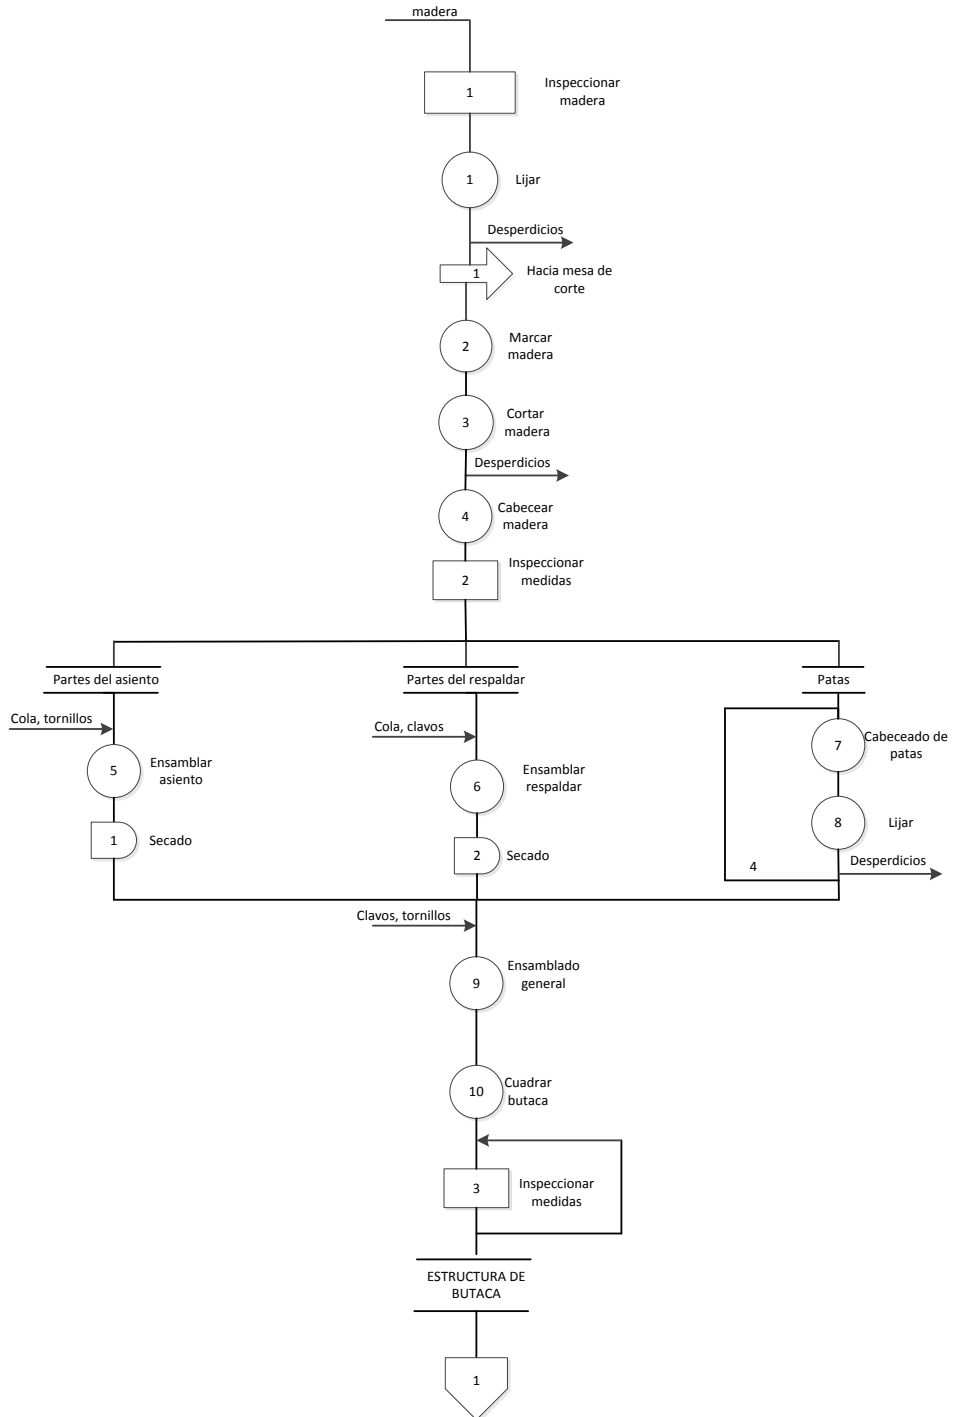 madera
1
Inspeccionar
madera
1
Lijar
Desperdicios
1
Hacia mesa de
corte
2
Marcar
madera
3
Cortar
madera
Desperdicios
4
Cabecear
madera
2
Inspeccionar
medidas
Partes del asiento
Cola, tornillos
5
Ensamblar
asiento
1
Secado
Partes del respaldar
Cola, clavos
6
Ensamblar
respaldar
2
Secado
Patas
7
Cabeceado de
patas
8
Lijar
4
Desperdicios
Clavos, tornillos
9
Ensamblado
general
10
Cuadrar
butaca
3
Inspeccionar
medidas
ESTRUCTURA DE
BUTACA
1